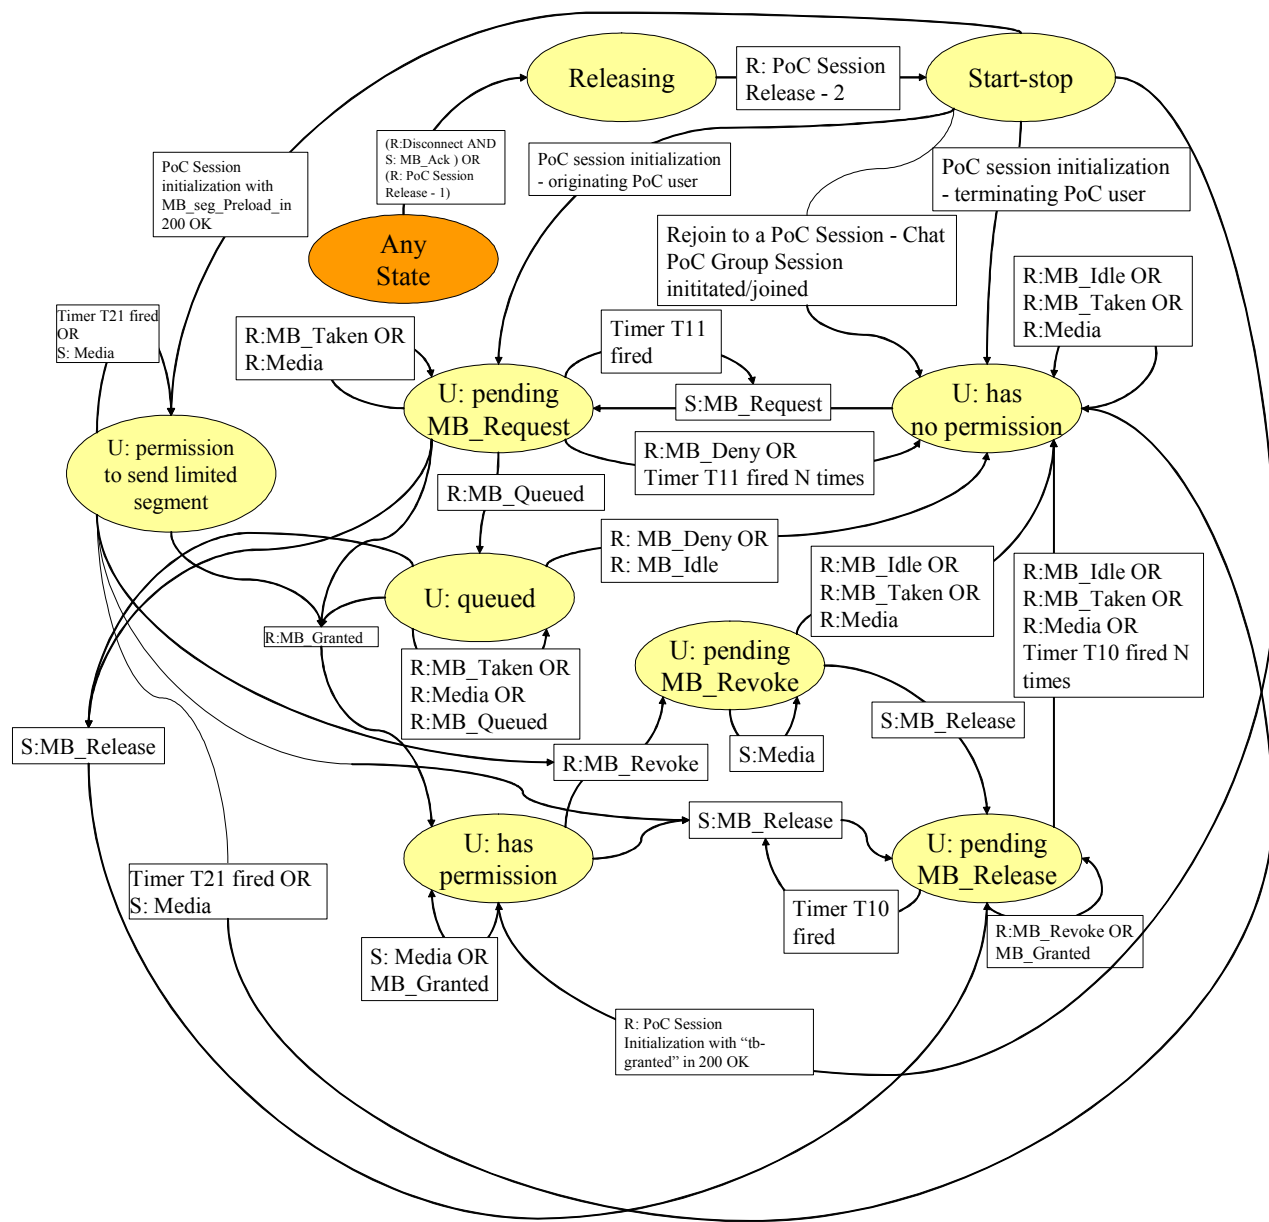 Releasing
R: PoC Session
Release - 2
Start-stop
(R:Disconnect AND
S: MB_Ack ) OR
(R: PoC Session
Release - 1)
PoC Session
initialization with
MB_seg_Preload_in
200 OK
PoC session initialization
- originating PoC user
PoC session initialization
- terminating PoC user
Any
State
Rejoin to a PoC Session - Chat
PoC Group Session
inititated/joined
R:MB_Idle OR
R:MB_Taken OR
R:Media
Timer T21 fired
OR
S: Media
R:MB_Taken OR
R:Media
Timer T11
fired
U: pending
MB_Request
S:MB_Request
U: has
no permission
U: permission
to send limited
segment
R:MB_Deny OR
Timer T11 fired N times
R:MB_Queued
R: MB_Deny OR
R: MB_Idle
R:MB_Idle OR
R:MB_Taken OR
R:Media
R:MB_Idle OR
R:MB_Taken OR
R:Media OR
Timer T10 fired N
times
U: queued
R:MB_Granted
R:MB_Taken OR
R:Media OR
R:MB_Queued
U: pending
MB_Revoke
S:MB_Release
S:MB_Release
R:MB_Revoke
S:Media
U: has
permission
S:MB_Release
U: pending
MB_Release
Timer T21 fired OR
S: Media
Timer T10
fired
R:MB_Revoke OR
MB_Granted
S: Media OR
MB_Granted
R: PoC Session
Initialization with “tb-
granted” in 200 OK